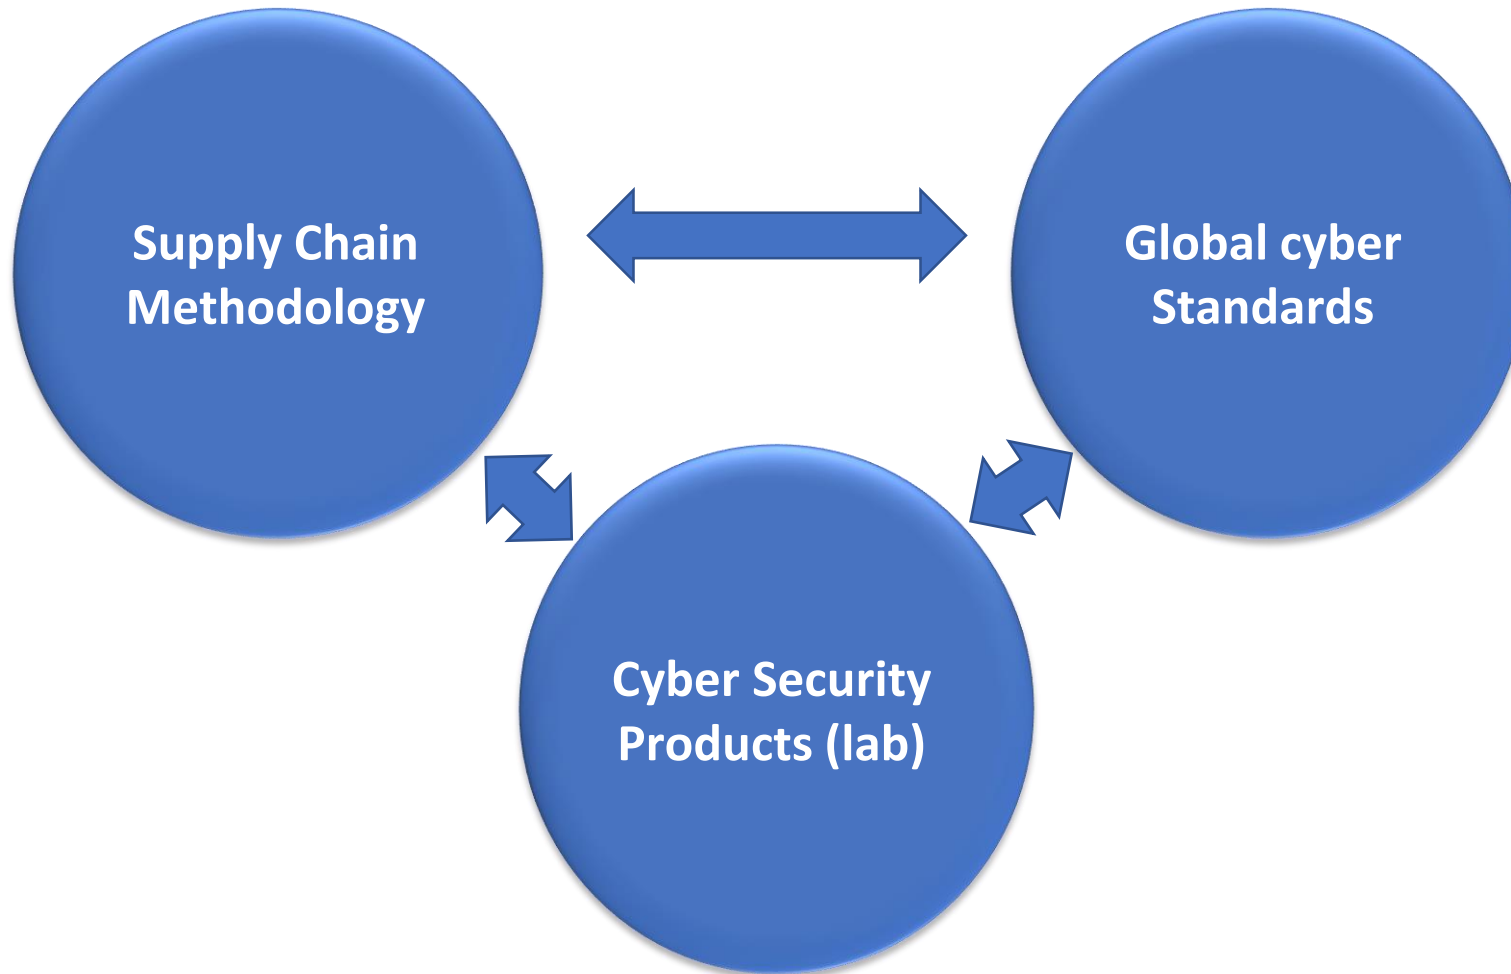 Supply Chain
Methodology
Global cyber
Standards
Cyber Security
Products (lab)